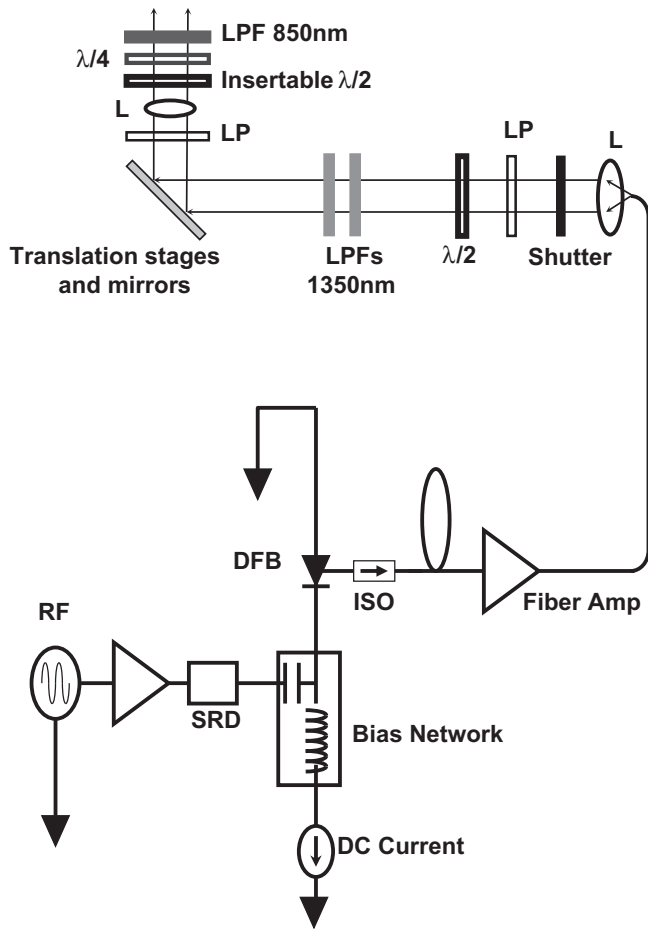 LPF 850nm
λ/4
Insertable λ/2
L
LP
LP
L
Translation stages
and mirrors
LPFs
1350nm
λ/2
Shutter
DFB
ISO
Fiber Amp
RF
SRD
Bias Network
DC Current